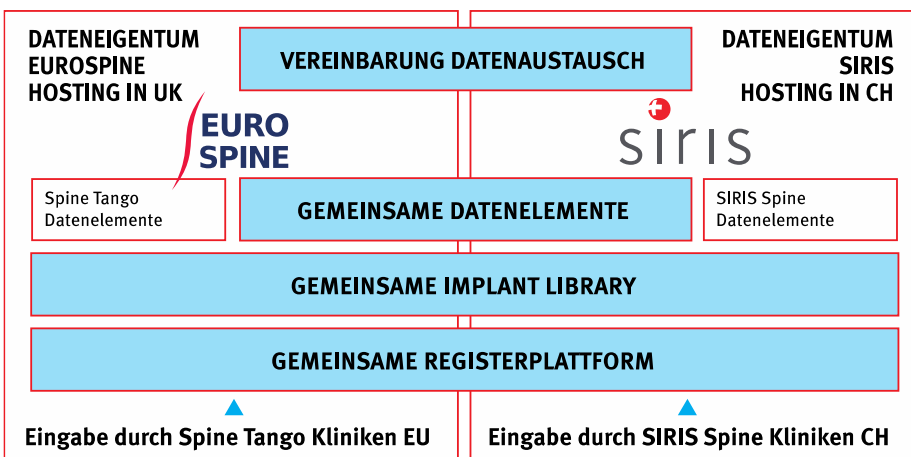 DATENEIGENTUM
EUROSPINE
HOSTING IN UK
VEREINBARUNG DATENAUSTAUSCH
DATENEIGENTUM
SIRIS
HOSTING IN CH
EURO
SPINE
siris
Spine Tango
Datenelemente
GEMEINSAME DATENELEMENTE
SIRIS Spine
Datenelemente
GEMEINSAME IMPLANT LIBRARY
GEMEINSAME REGISTERPLATTFORM
Eingabe durch Spine Tango Kliniken EU
Eingabe durch SIRIS Spine Kliniken CH